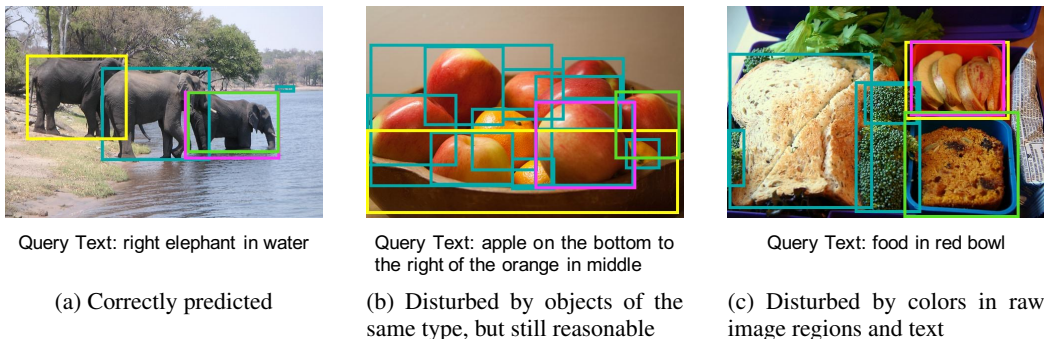 Query Text: right elephant in water
(a) Correctly predicted
Query Text: apple on the bottom to
the right of the orange in middle
(b) Disturbed by objects of the
same type, but still reasonable
Query Text: food in red bowl
(c) Disturbed by colors in raw
image regions and text